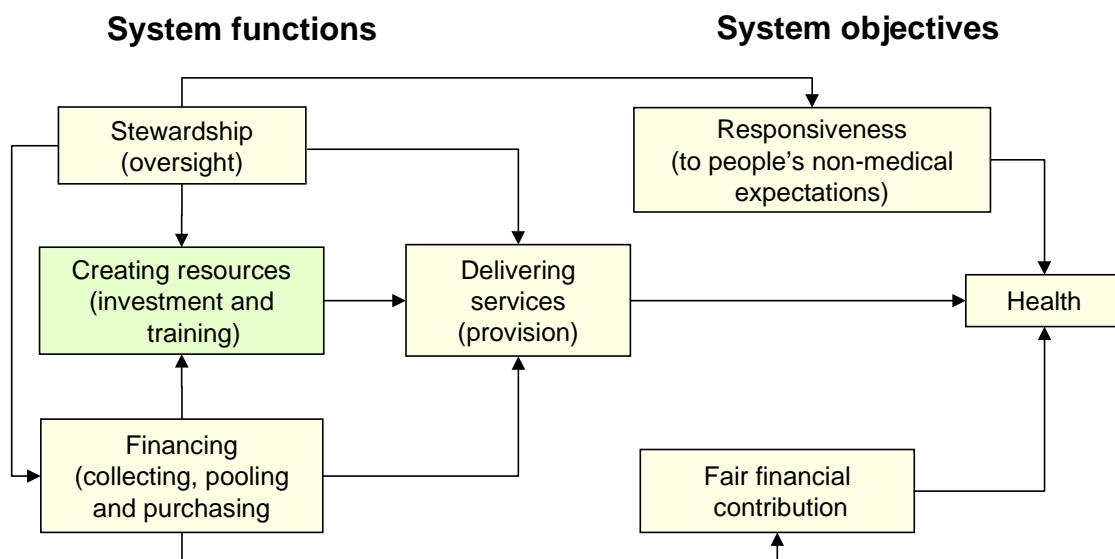 System functions
System objectives
Stewardship
(oversight)
Responsiveness
(to people’s non-medical
expectations)
Creating resources
(investment and
training)
Delivering
services
(provision)
Health
Financing
(collecting, pooling
and purchasing
Fair financial
contribution